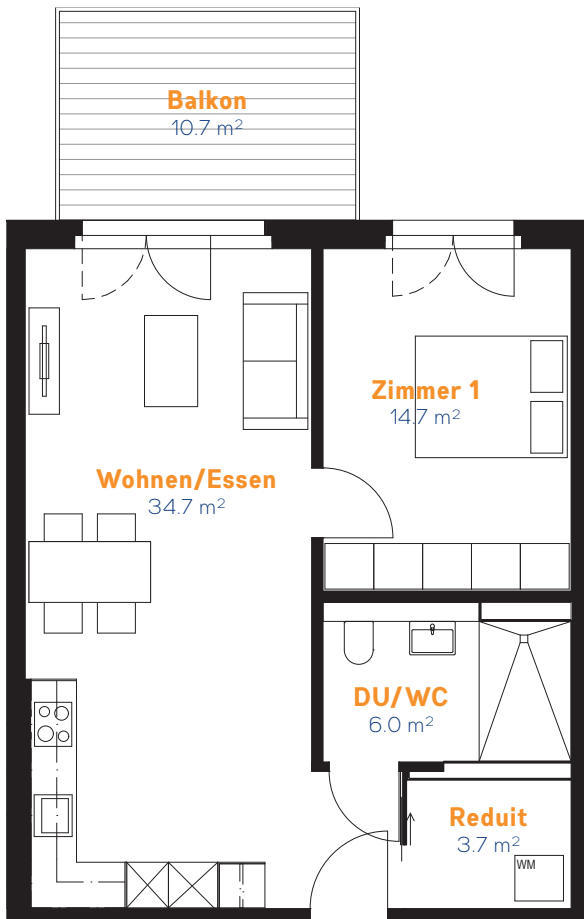 Balkon
10.7 m²
Zimmer 1
14.7 m²
Wohnen/Essen
34.7 m²
DU/WC
6.0 m²
Reduit
3.7 m²
WM